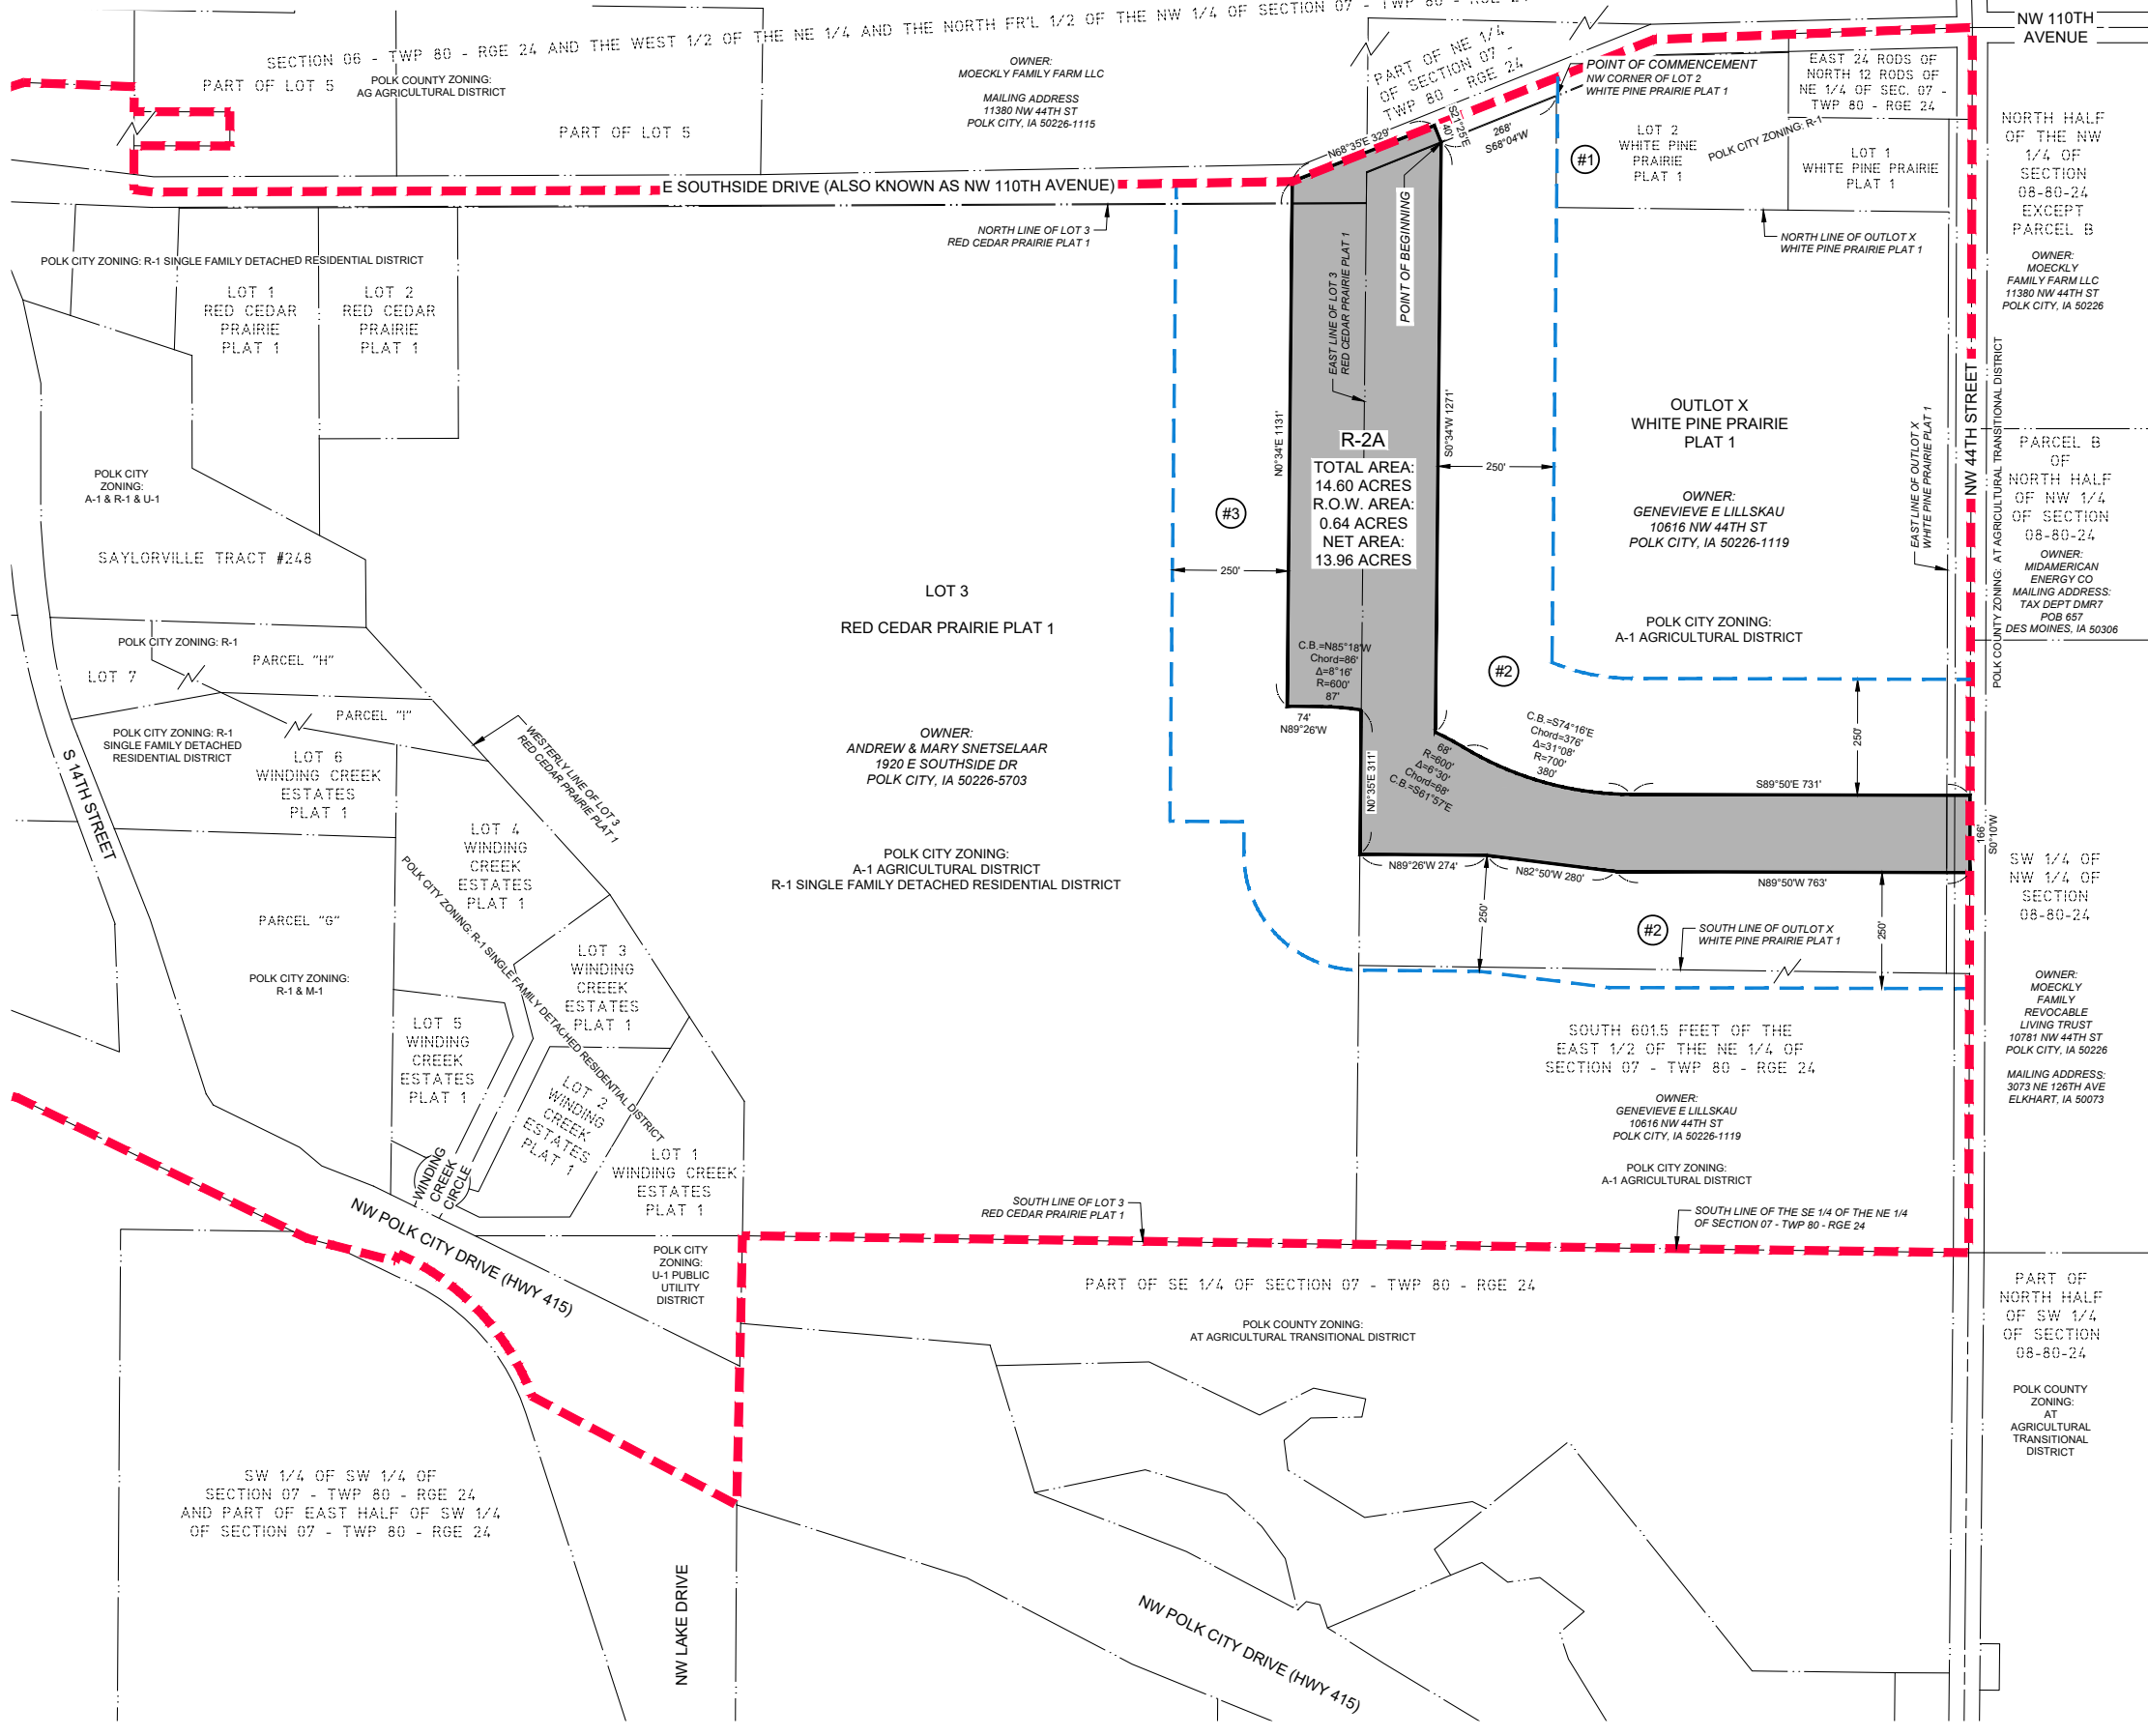 SECTION 06 - TWP 80 - RGE 24 AND THE WEST 1/2 OF THE NE 1/4 AND THE NORTH FR'L 1/2 OF THE NW 1/4 OF SECTION 07 - TWP 80 - RGE
PART OF LOT 5
POLK COUNTY ZONING:
AG AGRICULTURAL DISTRICT
PART OF LOT 5
OWNER:
MOECKLY FAMILY FARM LLC
MAILING ADDRESS
11380 NW 44TH ST
POLK CITY, IA 50226-1115
PART OF NE 1/4
OF SECTION 07 -
TWP 80 - RGE 24
POINT OF COMMENCEMENT
NW CORNER OF LOT 2
WHITE PINE PRAIRIE PLAT 1
EAST 24 RODS OF
NORTH 12 RODS OF
NE 1/4 OF SEC. 07 -
TWP 80 - RGE 24
NW 110TH
AVENUE
N68°35'E 329'
S21°25'E
40'
268'
S68°04'W
#1
LOT 2
WHITE PINE
PRAIRIE
PLAT 1
POLK CITY ZONING: R-1
LOT 1
WHITE PINE PRAIRIE
PLAT 1
NORTH HALF
OF THE NW
1/4 OF
SECTION
08-80-24
EXCEPT
PARCEL B
OWNER:
MOECKLY
FAMILY FARM LLC
11380 NW 44TH ST
POLK CITY, IA 50226
E SOUTHSIDE DRIVE (ALSO KNOWN AS NW 110TH AVENUE)
NORTH LINE OF LOT 3
RED CEDAR PRAIRIE PLAT 1
NORTH LINE OF OUTLOT X
WHITE PINE PRAIRIE PLAT 1
POLK CITY ZONING: R-1 SINGLE FAMILY DETACHED RESIDENTIAL DISTRICT
LOT 1
RED CEDAR
PRAIRIE
PLAT 1
LOT 2
RED CEDAR
PRAIRIE
PLAT 1
EAST LINE OF LOT 3
RED CEDAR PRAIRIE PLAT 1
POINT OF BEGINNING
N0°34'E 1131'
S0°34'W 1271'
R-2A
TOTAL AREA:
14.60 ACRES
R.O.W. AREA:
0.64 ACRES
NET AREA:
13.96 ACRES
250'
250'
#3
OUTLOT X
WHITE PINE PRAIRIE
PLAT 1
OWNER:
GENEVIEVE E LILLSKAU
10616 NW 44TH ST
POLK CITY, IA 50226-1119
POLK CITY ZONING:
A-1 AGRICULTURAL DISTRICT
EAST LINE OF OUTLOT X
WHITE PINE PRAIRIE PLAT 1
NW 44TH STREET
POLK COUNTY ZONING: AT AGRICULTURAL TRANSITIONAL DISTRICT
PARCEL B
OF
NORTH HALF
OF NW 1/4
OF SECTION
08-80-24
OWNER:
MIDAMERICAN
ENERGY CO
MAILING ADDRESS:
TAX DEPT DMR7
POB 657
DES MOINES, IA 50306
POLK CITY
ZONING:
A-1 & R-1 & U-1
SAYLORVILLE TRACT #248
POLK CITY ZONING: R-1
LOT 7
PARCEL "H"
PARCEL "I"
POLK CITY ZONING: R-1
SINGLE FAMILY DETACHED
RESIDENTIAL DISTRICT
LOT 6
WINDING CREEK
ESTATES
PLAT 1
S 14TH STREET
WESTERLY LINE OF LOT 3
RED CEDAR PRAIRIE PLAT 1
LOT 3
RED CEDAR PRAIRIE PLAT 1
OWNER:
ANDREW & MARY SNETSELAAR
1920 E SOUTHSIDE DR
POLK CITY, IA 50226-5703
POLK CITY ZONING:
A-1 AGRICULTURAL DISTRICT
R-1 SINGLE FAMILY DETACHED RESIDENTIAL DISTRICT
C.B.=N85°18'W
Chord=86'
Δ=8°16'
R=600'
87'
74'
N89°26'W
N0°35'E 311'
#2
68'
R=600'
Δ=6°30'
Chord=68'
C.B.=S61°57'E
C.B.=S74°16'E
Chord=376'
Δ=31°08'
R=700'
380'
250'
S89°50'E 731'
166'
S0°10'W
N89°26'W 274'
N82°50'W 280'
N89°50'W 763'
250'
250'
#2
SOUTH LINE OF OUTLOT X
WHITE PINE PRAIRIE PLAT 1
SW 1/4 OF
NW 1/4 OF
SECTION
08-80-24
OWNER:
MOECKLY
FAMILY
REVOCABLE
LIVING TRUST
10781 NW 44TH ST
POLK CITY, IA 50226
MAILING ADDRESS:
3073 NE 126TH AVE
ELKHART, IA 50073
LOT 4
WINDING
CREEK
ESTATES
PLAT 1
POLK CITY ZONING: R-1 SINGLE FAMILY DETACHED RESIDENTIAL DISTRICT
PARCEL "G"
POLK CITY ZONING:
R-1 & M-1
LOT 3
WINDING
CREEK
ESTATES
PLAT 1
LOT 5
WINDING
CREEK
ESTATES
PLAT 1
LOT 2
WINDING
CREEK
ESTATES
PLAT 1
LOT 1
WINDING CREEK
ESTATES
PLAT 1
WINDING
CREEK
CIRCLE
SOUTH 601.5 FEET OF THE
EAST 1/2 OF THE NE 1/4 OF
SECTION 07 - TWP 80 - RGE 24
OWNER:
GENEVIEVE E LILLSKAU
10616 NW 44TH ST
POLK CITY, IA 50226-1119
POLK CITY ZONING:
A-1 AGRICULTURAL DISTRICT
SOUTH LINE OF LOT 3
RED CEDAR PRAIRIE PLAT 1
SOUTH LINE OF THE SE 1/4 OF THE NE 1/4
OF SECTION 07 - TWP 80 - RGE 24
NW POLK CITY DRIVE (HWY 415)
POLK CITY
ZONING:
U-1 PUBLIC
UTILITY
DISTRICT
PART OF SE 1/4 OF SECTION 07 - TWP 80 - RGE 24
POLK COUNTY ZONING:
AT AGRICULTURAL TRANSITIONAL DISTRICT
PART OF
NORTH HALF
OF SW 1/4
OF SECTION
08-80-24
POLK COUNTY
ZONING:
AT
AGRICULTURAL
TRANSITIONAL
DISTRICT
SW 1/4 OF SW 1/4 OF
SECTION 07 - TWP 80 - RGE 24
AND PART OF EAST HALF OF SW 1/4
OF SECTION 07 - TWP 80 - RGE 24
NW LAKE DRIVE
NW POLK CITY DRIVE (HWY 415)